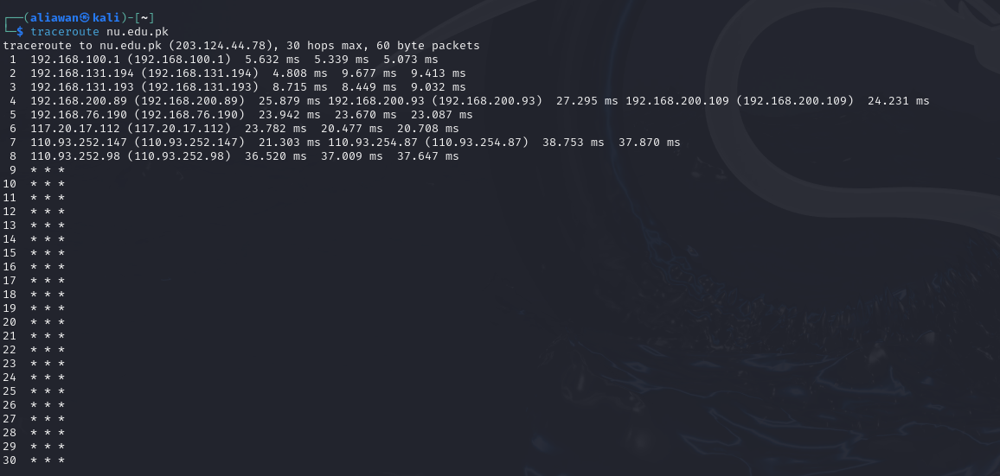 ┌──(aliawan㉿kali)-[~]
└─$ traceroute nu.edu.pk
traceroute to nu.edu.pk (203.124.44.78), 30 hops max, 60 byte packets
 1  192.168.100.1 (192.168.100.1)  5.632 ms  5.339 ms  5.073 ms
 2  192.168.131.194 (192.168.131.194)  4.808 ms  9.677 ms  9.413 ms
 3  192.168.131.193 (192.168.131.193)  8.715 ms  8.449 ms  9.032 ms
 4  192.168.200.89 (192.168.200.89)  25.879 ms 192.168.200.93 (192.168.200.93)  27.295 ms 192.168.200.109 (192.168.200.109)  24.231 ms
 5  192.168.76.190 (192.168.76.190)  23.942 ms  23.670 ms  23.087 ms
 6  117.20.17.112 (117.20.17.112)  23.782 ms  20.477 ms  20.708 ms
 7  110.93.252.147 (110.93.252.147)  21.303 ms 110.93.254.87 (110.93.254.87)  38.753 ms  37.870 ms
 8  110.93.252.98 (110.93.252.98)  36.520 ms  37.009 ms  37.647 ms
 9  * * *
10  * * *
11  * * *
12  * * *
13  * * *
14  * * *
15  * * *
16  * * *
17  * * *
18  * * *
19  * * *
20  * * *
21  * * *
22  * * *
23  * * *
24  * * *
25  * * *
26  * * *
27  * * *
28  * * *
29  * * *
30  * * *